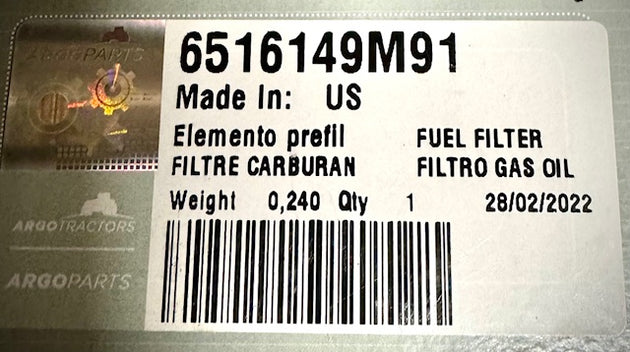 ARGOPARTS
6516149M91
Made In: US
Elemento prefil FUEL FILTER
FILTRE CARBURAN FILTRO GAS OIL
Weight 0,240 Qty 1 28/02/2022
ARGOTRACTORS
ARGOPARTS